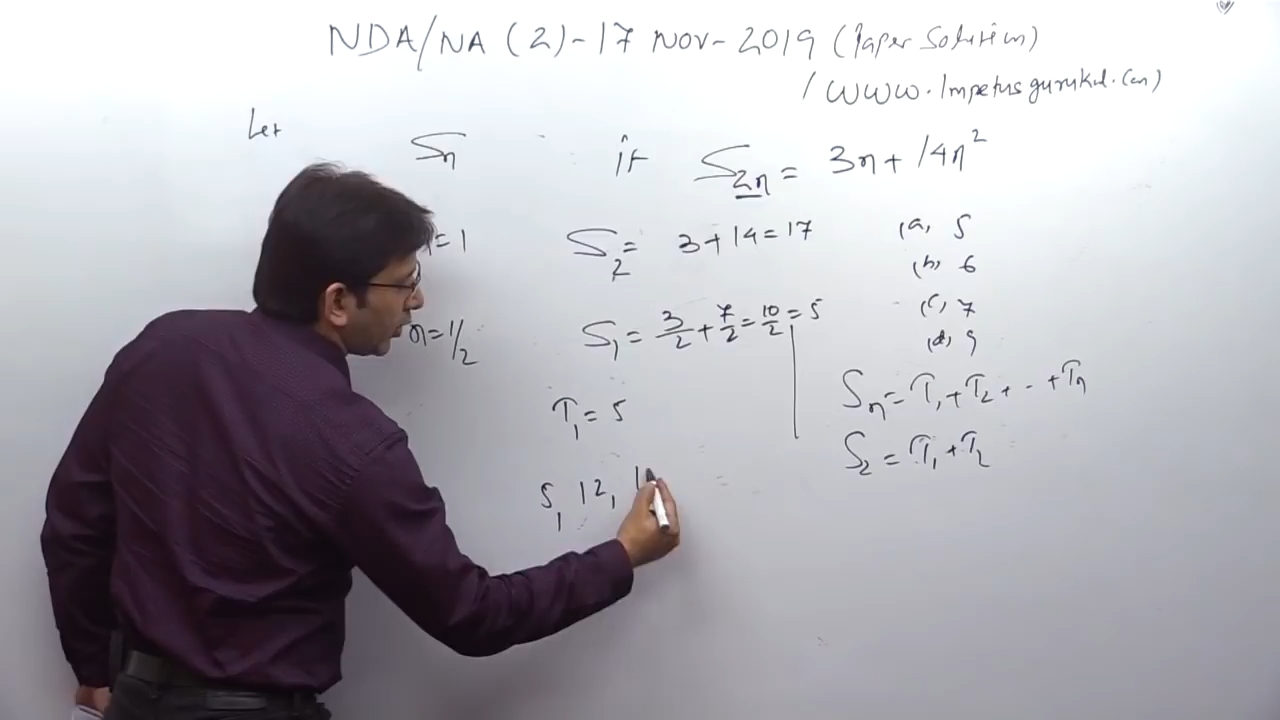 NDA/NA (2)-17 Nov-2019 (Paper Solution)
/ WWW.Impetusgurukul.Com)
Let Sn if S2n = 3n + 14n²
=1 S2 = 3+14=17
n=1/2 S1 = 3/2 + 7/2 = 10/2 = 5
T1 = 5
5, 12, 1
(a) 5
(b) 6
(c) 7
(d) 9
Sn = T1 + T2 + -- + Tn
S2 = T1 + T2